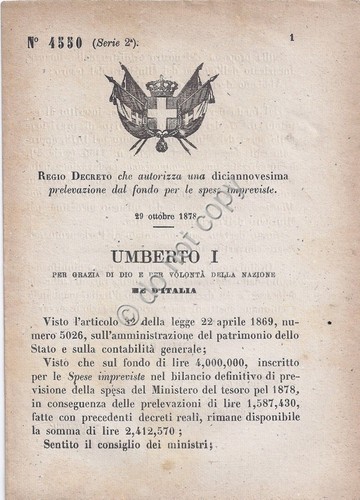 N° 4550 (Serie 2ª).
1
REGIO DECRETO che autorizza una diciannovesima
prelevazione dal fondo per le spese impreviste.
29 ottobre 1878
UMBERTO I
PER GRAZIA DI DIO E PER VOLONTÀ DELLA NAZIONE
RE D'ITALIA
Visto l'articolo 32 della legge 22 aprile 1869, nu-
mero 5026, sull'amministrazione del patrimonio dello
Stato e sulla contabilità generale;
Visto che sul fondo di lire 4,000,000, inscritto
per le Spese impreviste nel bilancio definitivo di pre-
visione della spesa del Ministero del tesoro pel 1878,
in conseguenza delle prelevazioni di lire 1,587,430,
fatte con precedenti decreti reali, rimane disponibile
la somma di lire 2,412,570;
Sentito il consiglio dei ministri;
do not copy